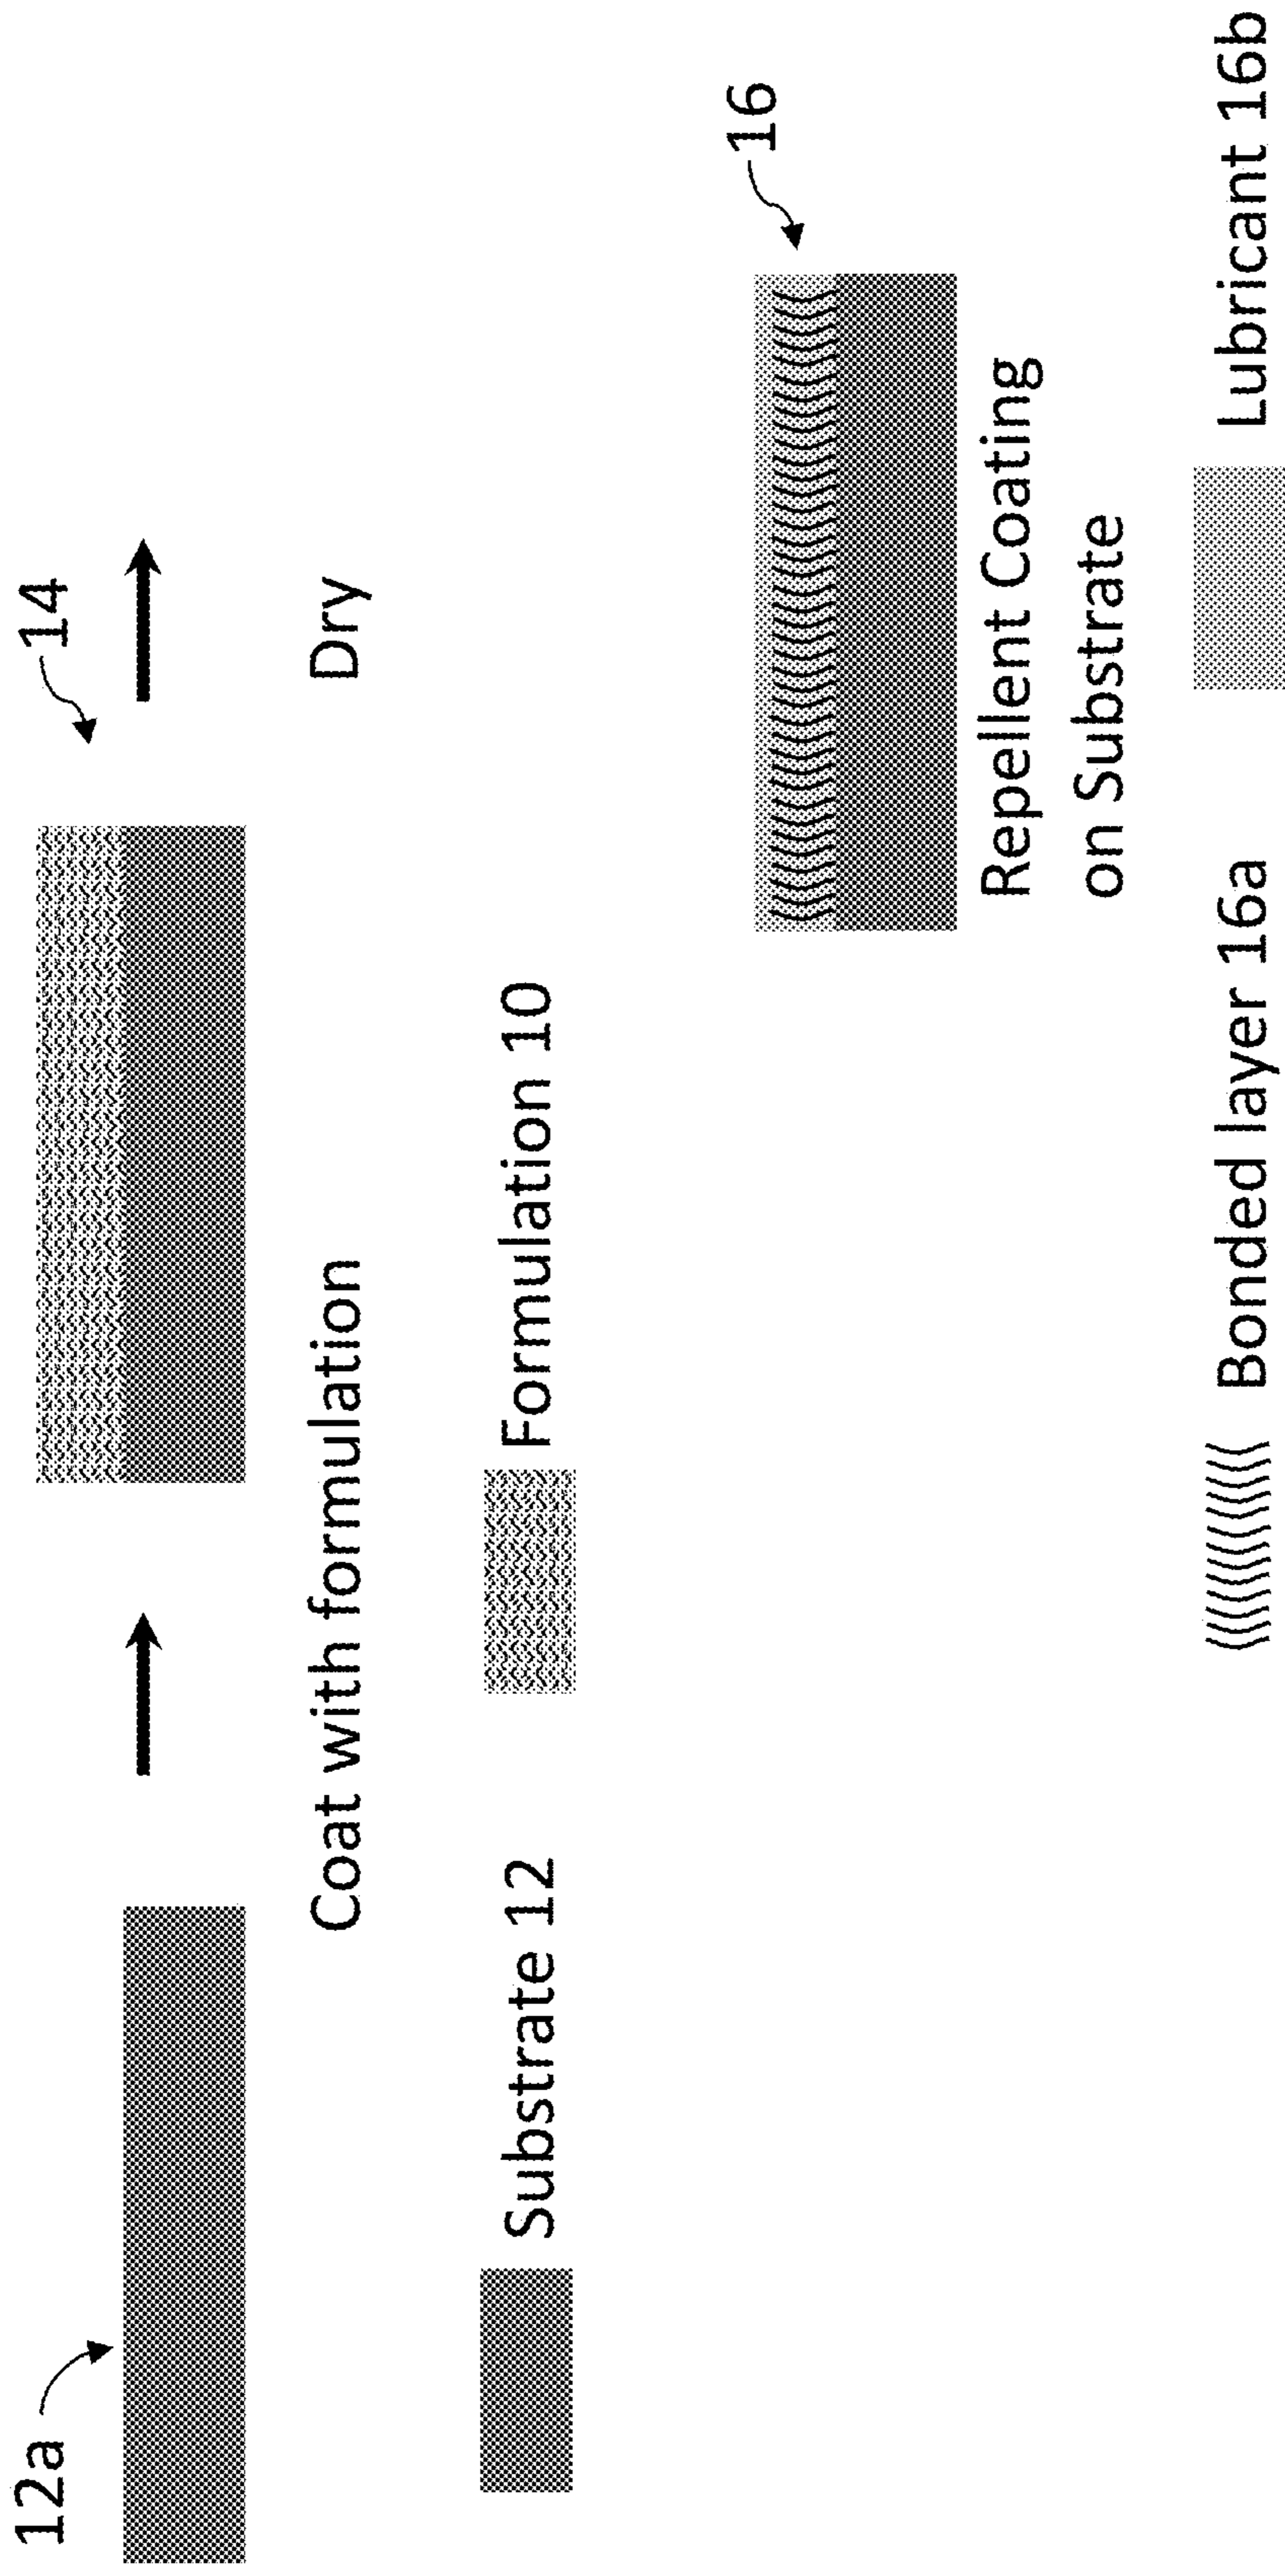 12a
14
Coat with formulation
Dry
Substrate 12
Formulation 10
16
Repellent Coating
on Substrate
Bonded layer 16a
Lubricant 16b